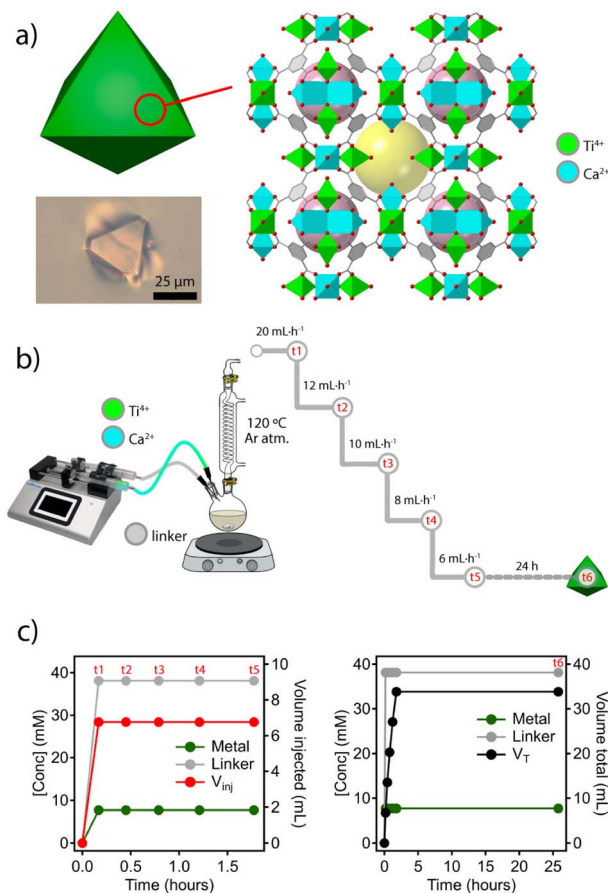 a)
Ti⁴⁺
Ca²⁺
25 µm
b)
20 mL·h⁻¹
t1
12 mL·h⁻¹
t2
10 mL·h⁻¹
t3
8 mL·h⁻¹
t4
6 mL·h⁻¹
t5
24 h
t6
Ti⁴⁺
Ca²⁺
120 ºC
Ar atm.
linker
c)
t1 t2 t3 t4 t5
40
30
20
10
0
[Conc] (mM)
10
8
6
4
2
0
Volume injected (mL)
Metal
Linker
Vinj
0.0 0.5 1.0 1.5
Time (hours)
t6
40
30
20
10
0
[Conc] (mM)
40
30
20
10
0
Volume total (mL)
Metal
Linker
VT
0 5 10 15 20 25
Time (hours)